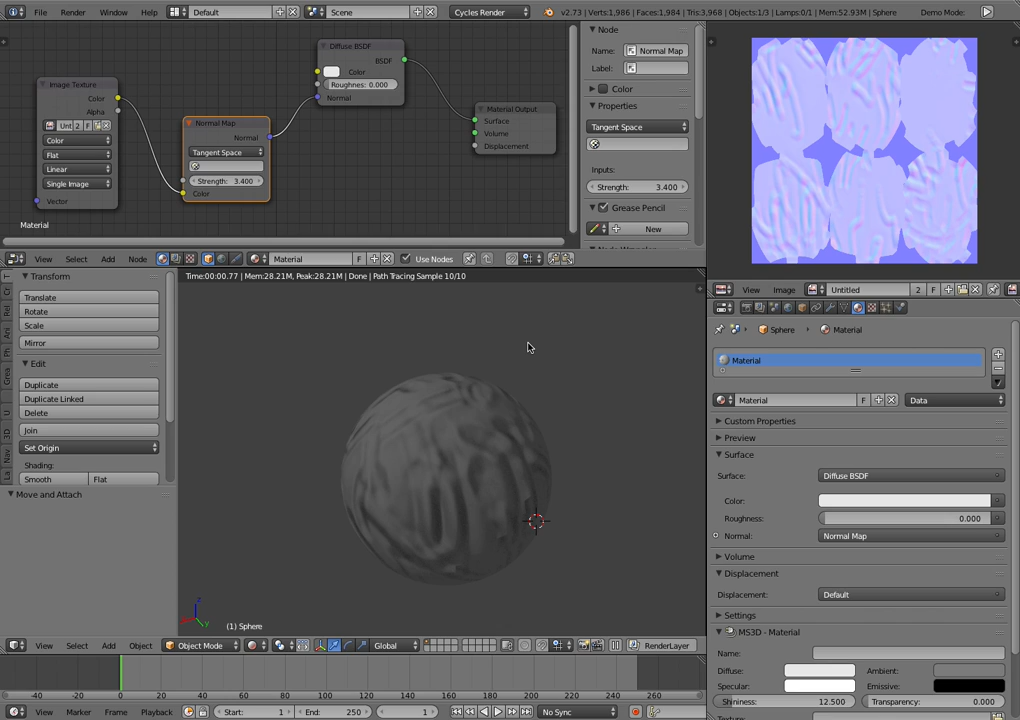 File Render Window Help Default Scene Cycles Render v2.73 | Verts:1,986 | Faces:1,984 | Tris:3,968 | Objects:1/3 | Lamps:0/1 | Mem:52.93M | Sphere Demo Mode:
Image Texture
Color
Alpha
Unt 2 F
Color
Flat
Linear
Single Image
Vector
Normal Map
Normal
Tangent Space
Strength: 3.400
Color
Diffuse BSDF
BSDF
Color
Roughnes: 0.000
Normal
Material Output
Surface
Volume
Displacement
Material
Node
Name: Normal Map
Label:
Color
Properties
Tangent Space
Inputs:
Strength: 3.400
Grease Pencil
New
View Select Add Node Material F Use Nodes
View Image Untitled 2 F
Transform
Translate
Rotate
Scale
Mirror
Edit
Duplicate
Duplicate Linked
Delete
Join
Set Origin
Shading:
Smooth Flat
Move and Attach
Time:00:00.77 | Mem:28.21M, Peak:28.21M | Done | Path Tracing Sample 10/10
z
y
(1) Sphere
View Select Add Object Object Mode Global RenderLayer
Sphere Material
Material
Material F Data
Custom Properties
Preview
Surface
Surface: Diffuse BSDF
Color:
Roughness: 0.000
Normal: Normal Map
Volume
Displacement
Displacement: Default
Settings
MS3D - Material
Name:
Diffuse: Ambient:
Specular: Emissive:
Shininess: 12.500 Transparency: 0.000
-40 -20 0 20 40 60 80 100 120 140 160 180 200 220 240 260
View Marker Frame Playback Start: 1 End: 250 1 No Sync